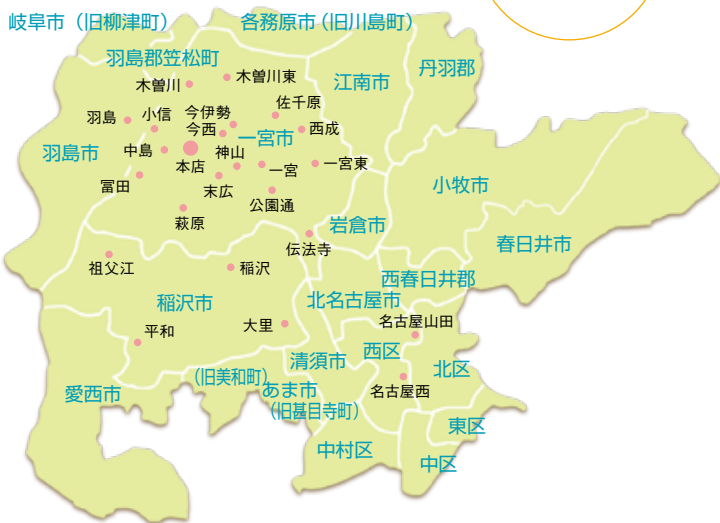 岐阜市（旧柳津町）
各務原市（旧川島町）
羽島郡笠松町
江南市
丹羽郡
木曽川
木曽川東
佐千原
羽島
小信
今伊勢
今西
一宮市
西成
羽島市
中島
本店
神山
一宮
一宮東
冨田
末広
公園通
小牧市
萩原
岩倉市
伝法寺
春日井市
祖父江
稲沢
西春日井郡
稲沢市
北名古屋市
平和
大里
名古屋山田
清須市
西区
北区
愛西市
（旧美和町）
あま市
（旧甚目寺町）
名古屋西
東区
中村区
中区